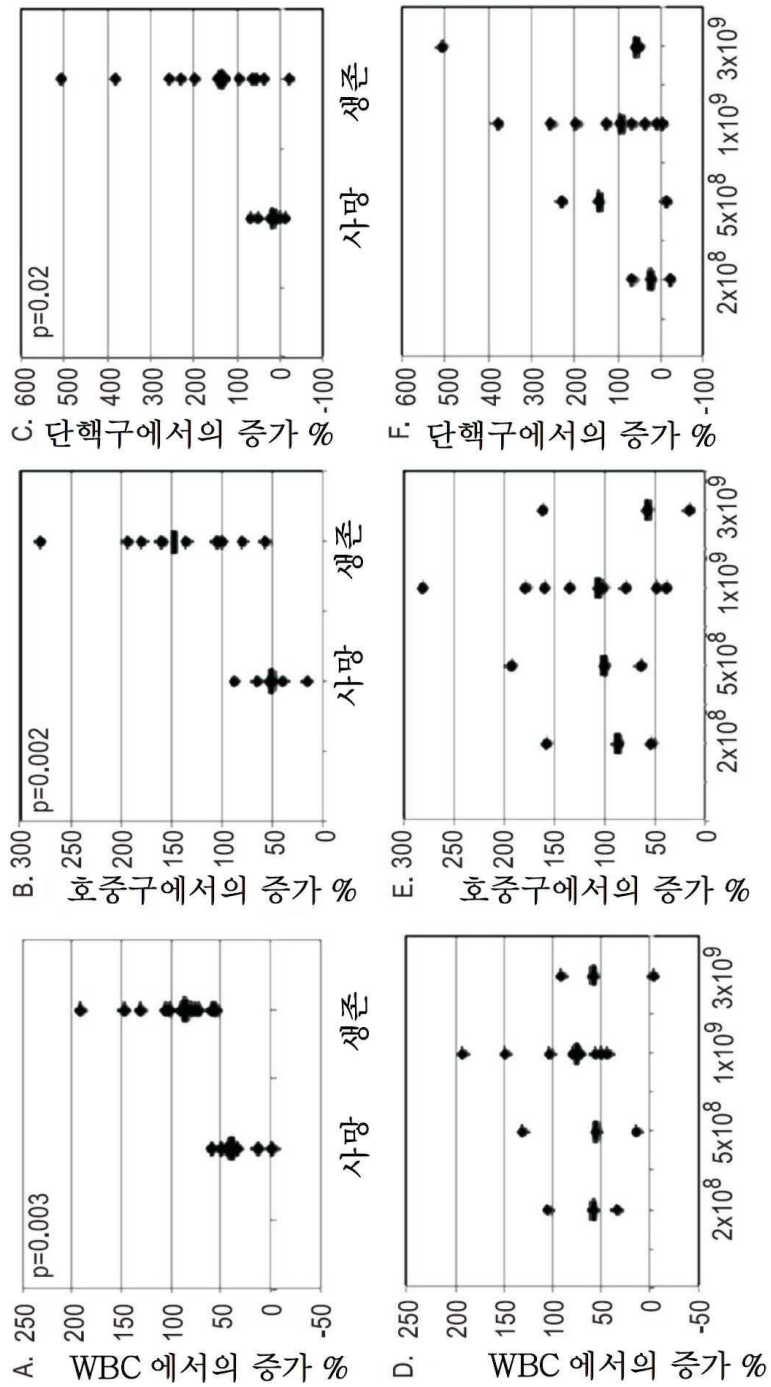 A. WBC 에서의 증가 %
250
200
150
100
50
0
-50
p=0.003
사망
생존
B. 호중구에서의 증가 %
300
250
200
150
100
50
0
p=0.002
사망
생존
C. 단핵구에서의 증가 %
600
500
400
300
200
100
0
-100
p=0.02
사망
생존
D. WBC 에서의 증가 %
250
200
150
100
50
0
-50
2x10⁸
5x10⁸
1x10⁹
3x10⁹
E. 호중구에서의 증가 %
300
250
200
150
100
50
0
2x10⁸
5x10⁸
1x10⁹
3x10⁹
F. 단핵구에서의 증가 %
600
500
400
300
200
100
0
-100
2x10⁸
5x10⁸
1x10⁹
3x10⁹